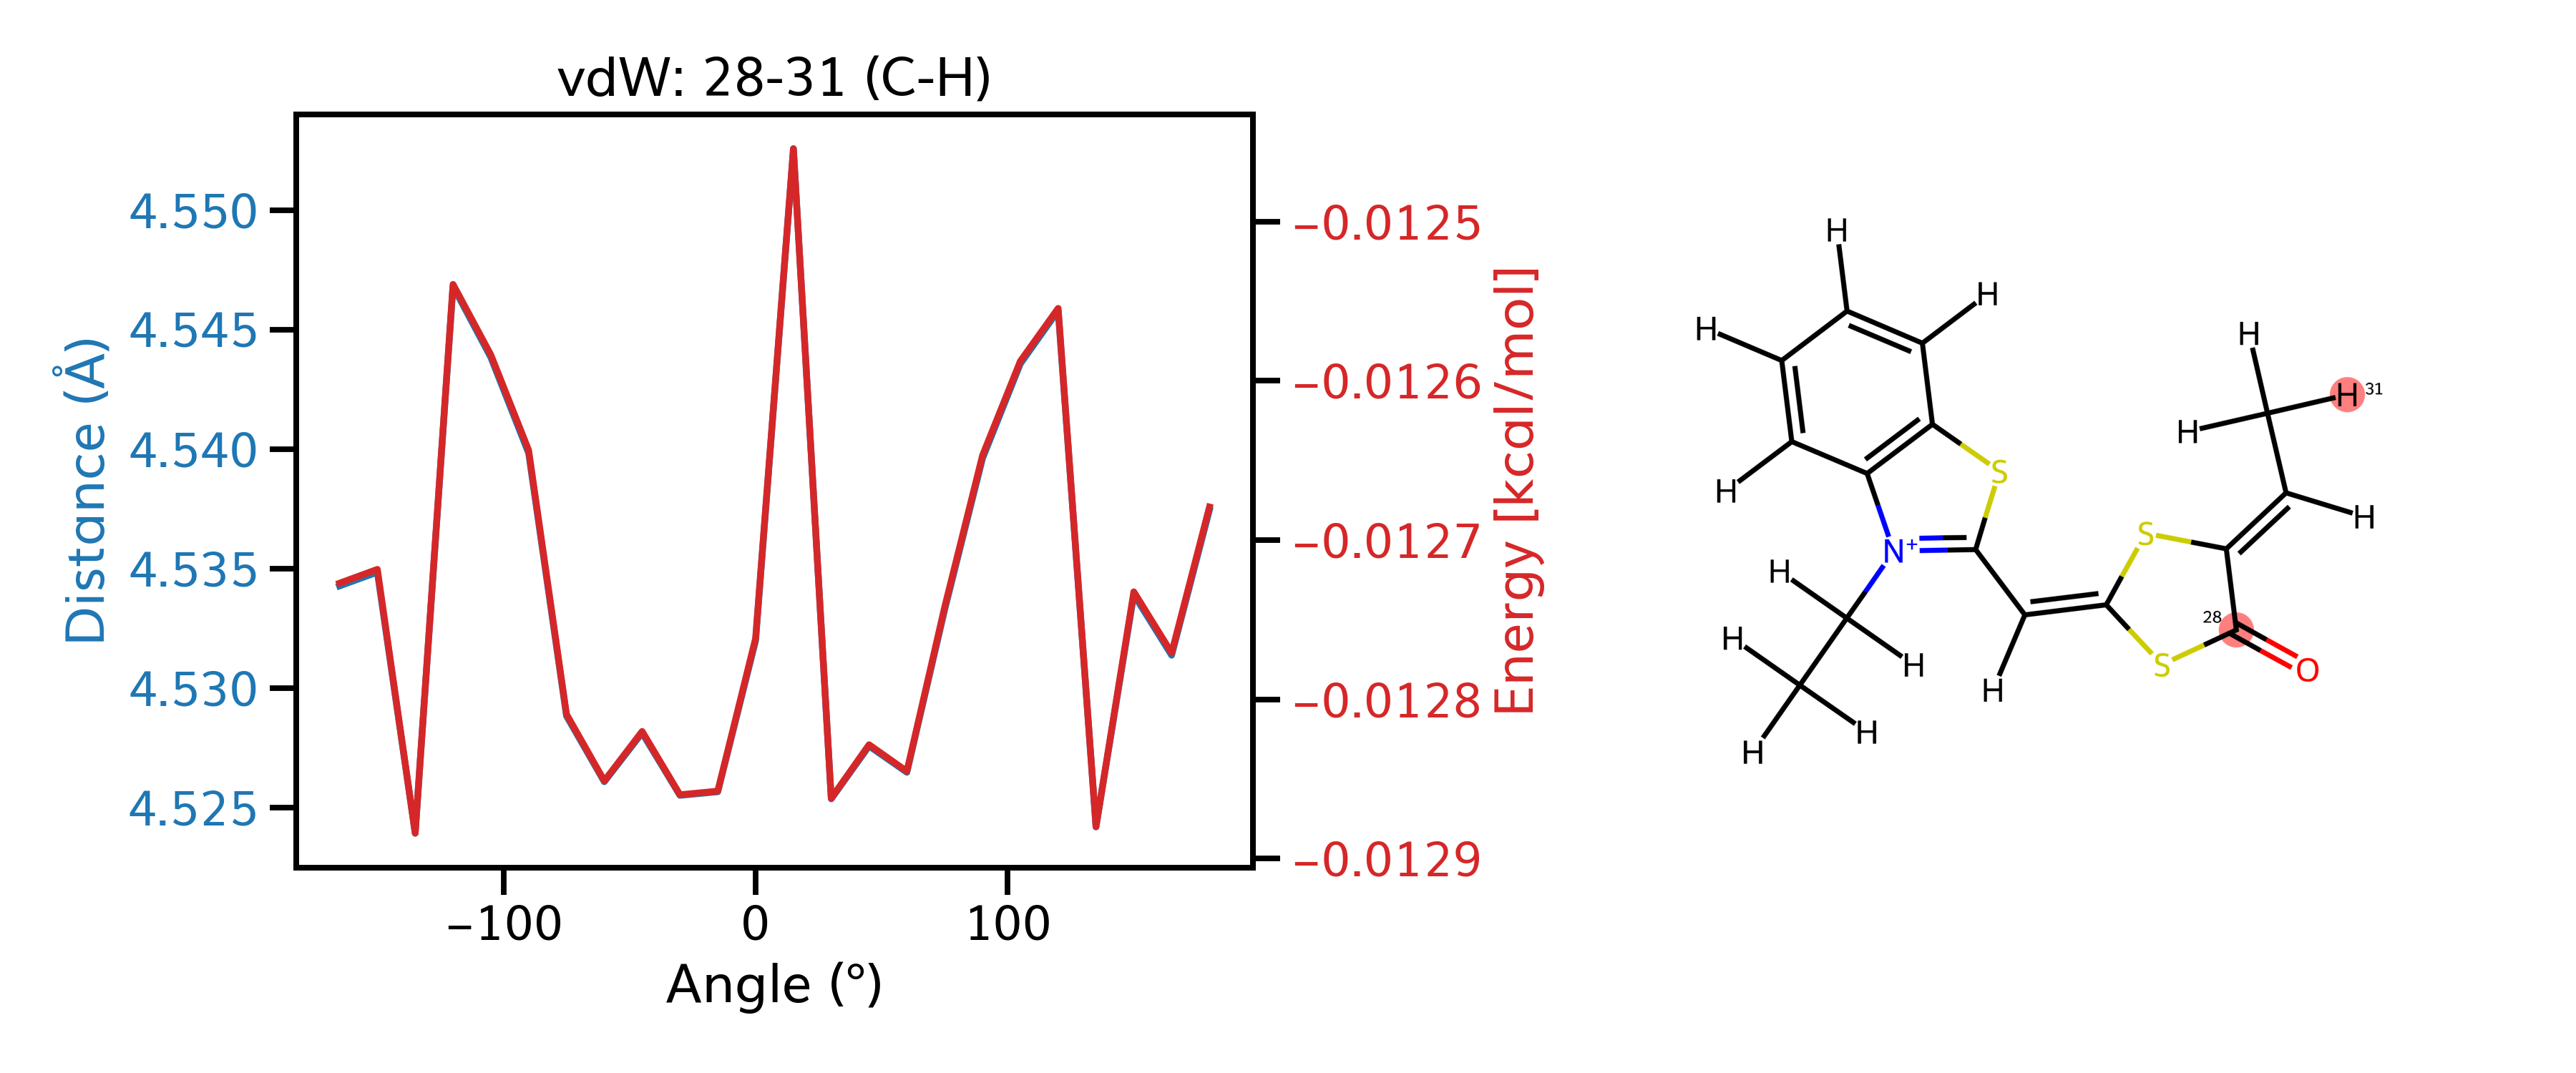 vdW: 28-31 (C-H)
Distance (Å)
4.550
4.545
4.540
4.535
4.530
4.525
−100
0
100
Angle (°)
−0.0125
−0.0126
−0.0127
−0.0128
−0.0129
Energy [kcal/mol]
H
H
H
H
H
H 31
H
S
H
H
S
N+
H
28
H
H
S
O
H
H
H